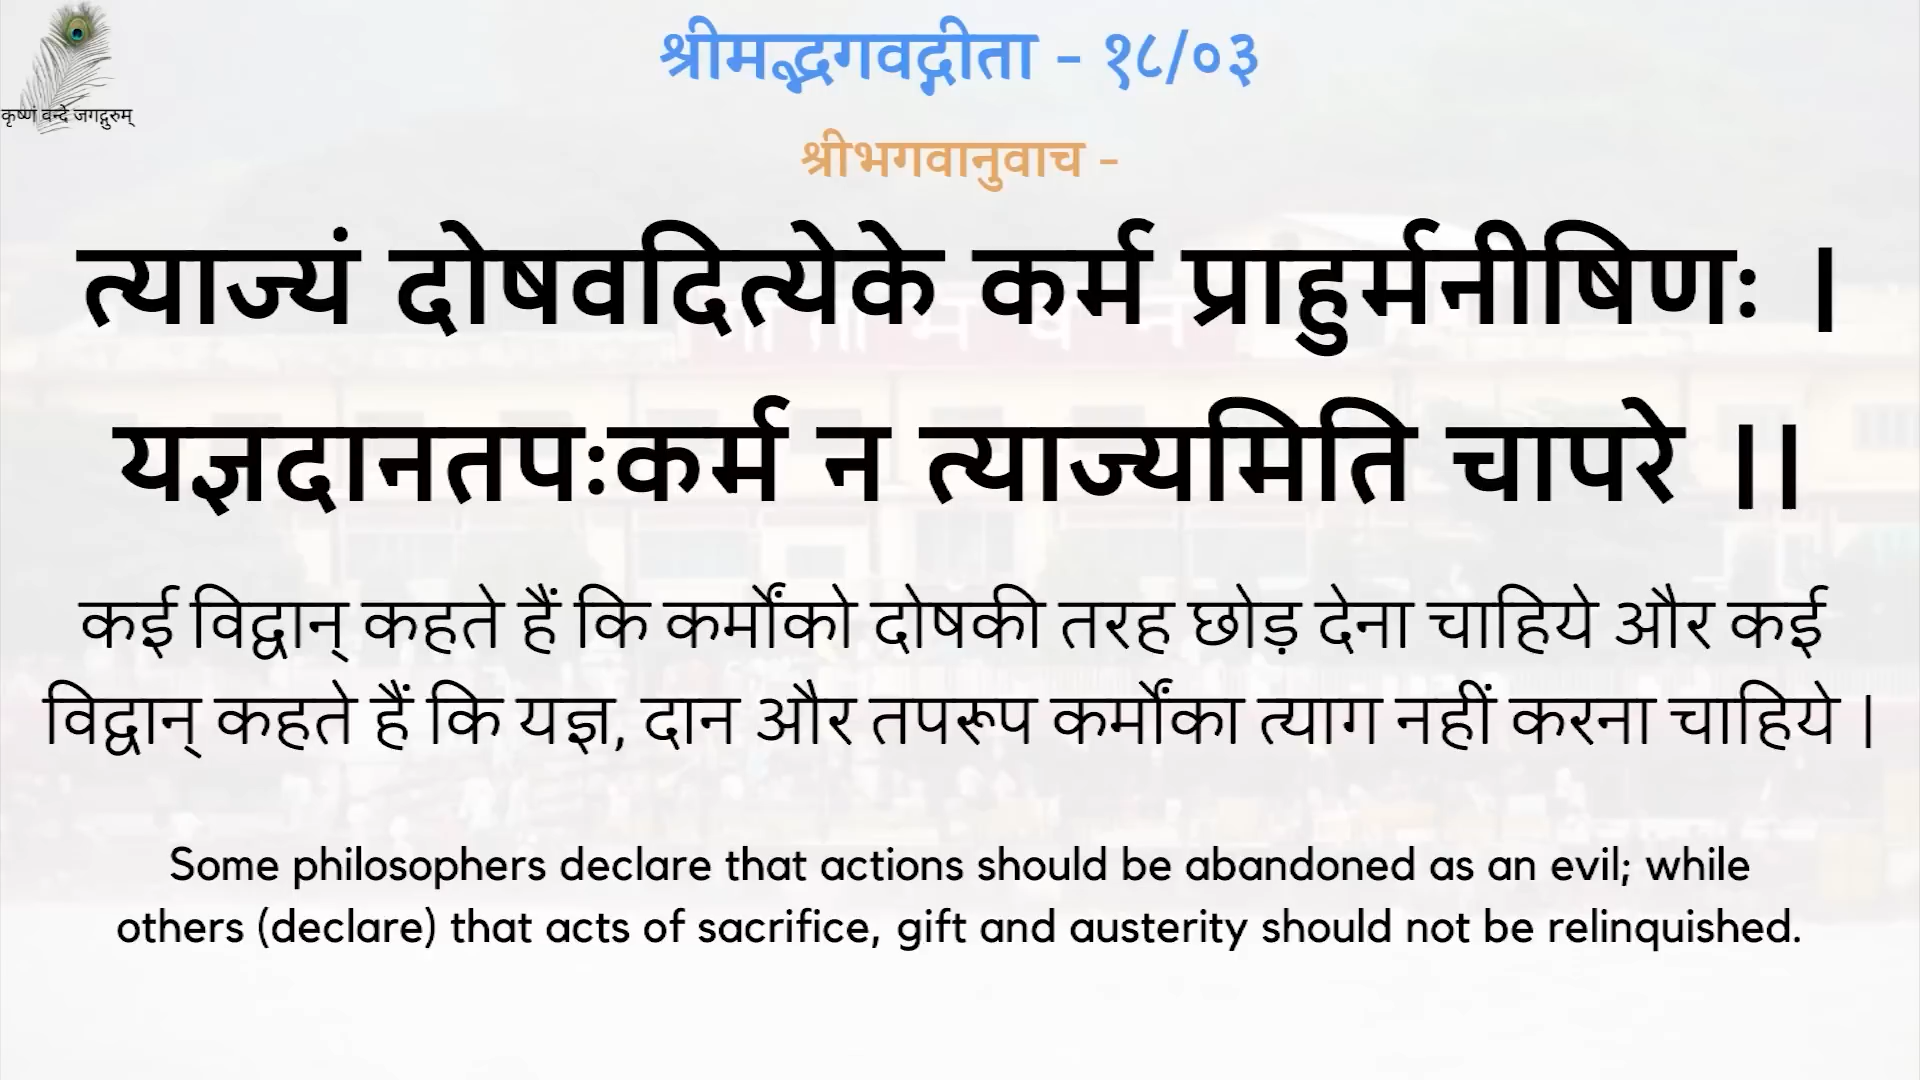 श्रीमद्भगवद्गीता - १८/०३
कृष्णं वन्दे जगद्गुरुम्
श्रीभगवानुवाच -
त्याज्यं दोषवदित्येके कर्म प्राहुर्मनीषिणः ।
यज्ञदानतपःकर्म न त्याज्यमिति चापरे ।।
कई विद्वान् कहते हैं कि कर्मोंको दोषकी तरह छोड़ देना चाहिये और कई
विद्वान् कहते हैं कि यज्ञ, दान और तपरूप कर्मोंका त्याग नहीं करना चाहिये ।
Some philosophers declare that actions should be abandoned as an evil; while
others (declare) that acts of sacrifice, gift and austerity should not be relinquished.